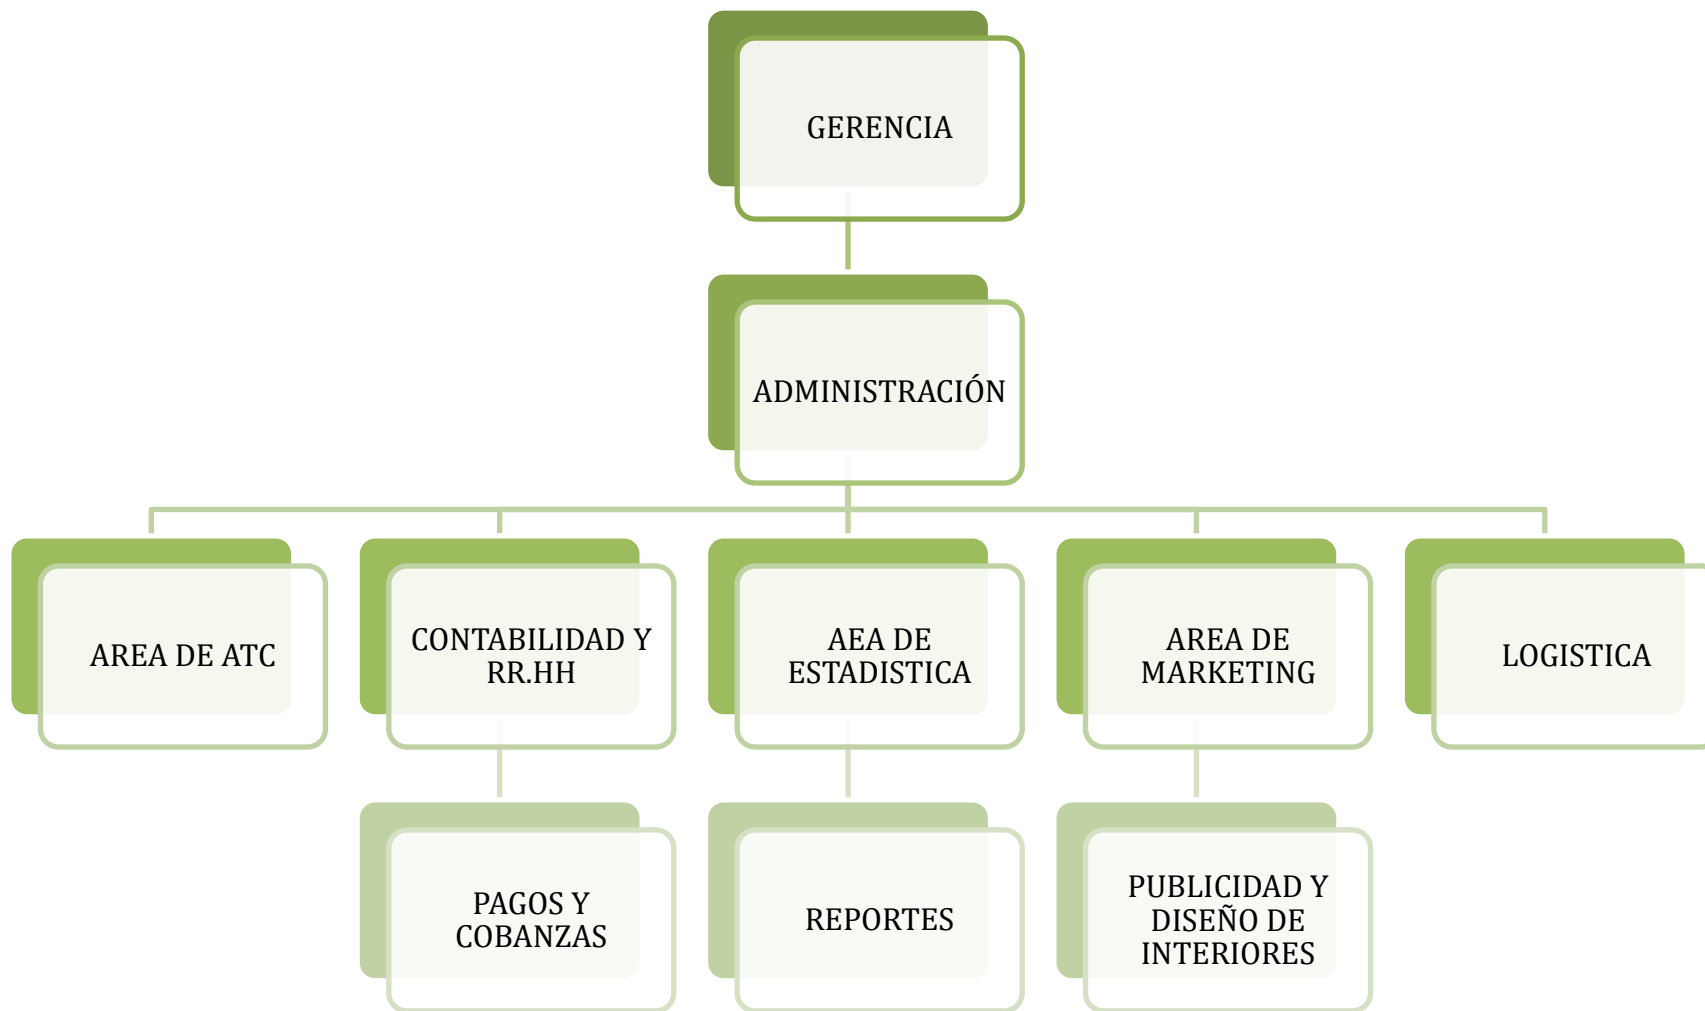 GERENCIA
ADMINISTRACIÓN
AREA DE ATC
CONTABILIDAD Y
RR.HH
AEA DE
ESTADISTICA
AREA DE
MARKETING
LOGISTICA
PAGOS Y
COBANZAS
REPORTES
PUBLICIDAD Y
DISEÑO DE
INTERIORES